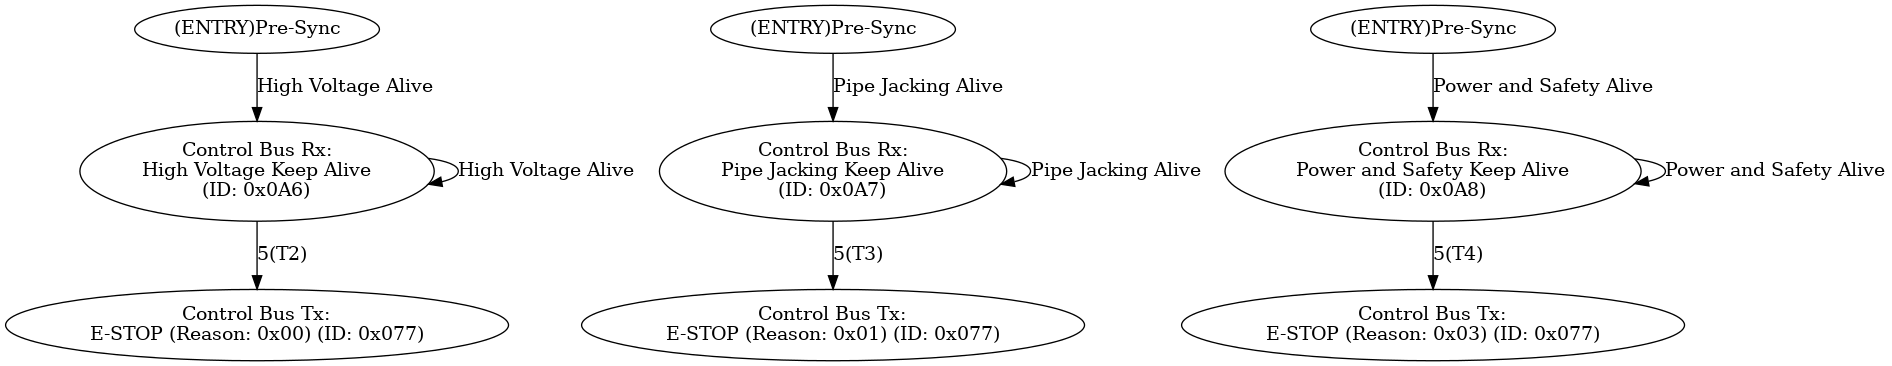 (ENTRY)Pre-Sync
High Voltage Alive
Control Bus Rx:
High Voltage Keep Alive
(ID: 0x0A6)
High Voltage Alive
5(T2)
Control Bus Tx:
E-STOP (Reason: 0x00) (ID: 0x077)
(ENTRY)Pre-Sync
Pipe Jacking Alive
Control Bus Rx:
Pipe Jacking Keep Alive
(ID: 0x0A7)
Pipe Jacking Alive
5(T3)
Control Bus Tx:
E-STOP (Reason: 0x01) (ID: 0x077)
(ENTRY)Pre-Sync
Power and Safety Alive
Control Bus Rx:
Power and Safety Keep Alive
(ID: 0x0A8)
Power and Safety Alive
5(T4)
Control Bus Tx:
E-STOP (Reason: 0x03) (ID: 0x077)